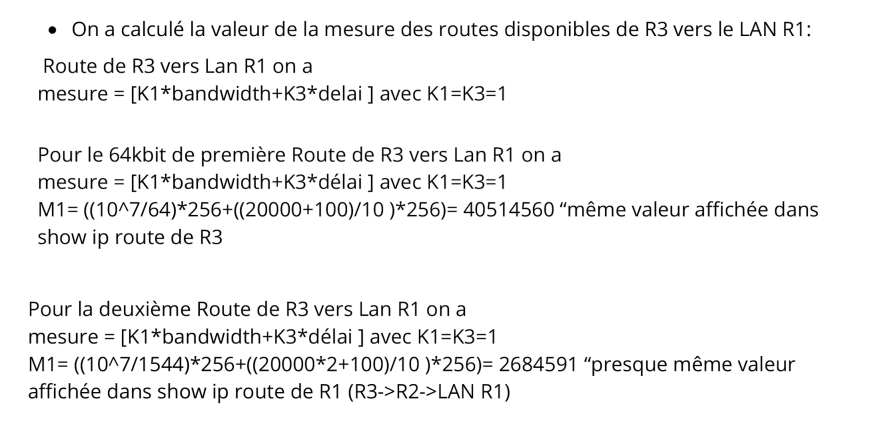 • On a calculé la valeur de la mesure des routes disponibles de R3 vers le LAN R1:
Route de R3 vers Lan R1 on a
mesure = [K1*bandwidth+K3*delai ] avec K1=K3=1
Pour le 64kbit de première Route de R3 vers Lan R1 on a
mesure = [K1*bandwidth+K3*délai ] avec K1=K3=1
M1= ((10^7/64)*256+((20000+100)/10 )*256)= 40514560 “même valeur affichée dans
show ip route de R3
Pour la deuxième Route de R3 vers Lan R1 on a
mesure = [K1*bandwidth+K3*délai ] avec K1=K3=1
M1= ((10^7/1544)*256+((20000*2+100)/10 )*256)= 2684591 “presque même valeur
affichée dans show ip route de R1 (R3->R2->LAN R1)